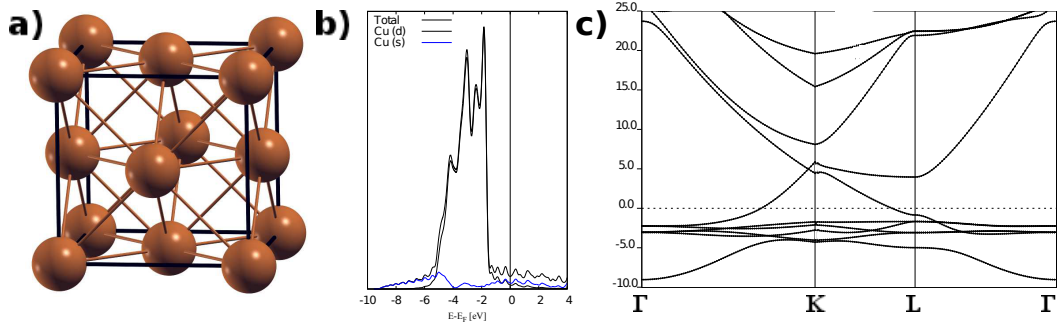 a)
b)
Total
Cu (d)
Cu (s)
-10 -8 -6 -4 -2 0 2 4
E-E_F [eV]
c)
25.0
20.0
15.0
10.0
5.0
0.0
-5.0
-10.0
Γ K L Γ